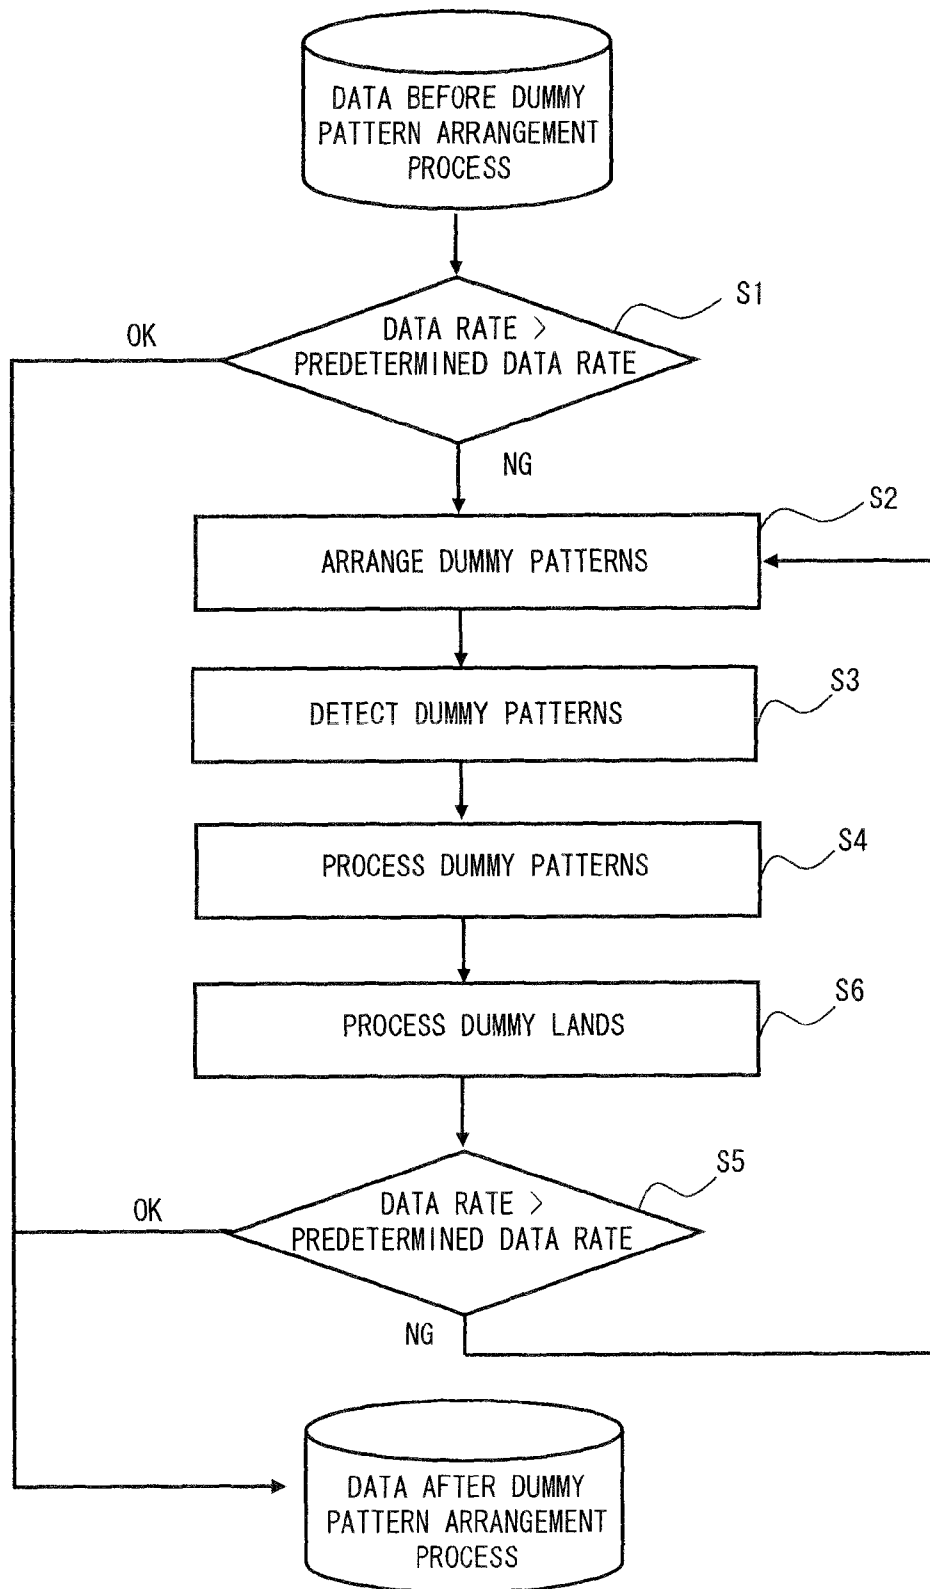 DATA BEFORE DUMMY
PATTERN ARRANGEMENT
PROCESS
S1
OK
DATA RATE >
PREDETERMINED DATA RATE
NG
S2
ARRANGE DUMMY PATTERNS
S3
DETECT DUMMY PATTERNS
S4
PROCESS DUMMY PATTERNS
S6
PROCESS DUMMY LANDS
S5
OK
DATA RATE >
PREDETERMINED DATA RATE
NG
DATA AFTER DUMMY
PATTERN ARRANGEMENT
PROCESS